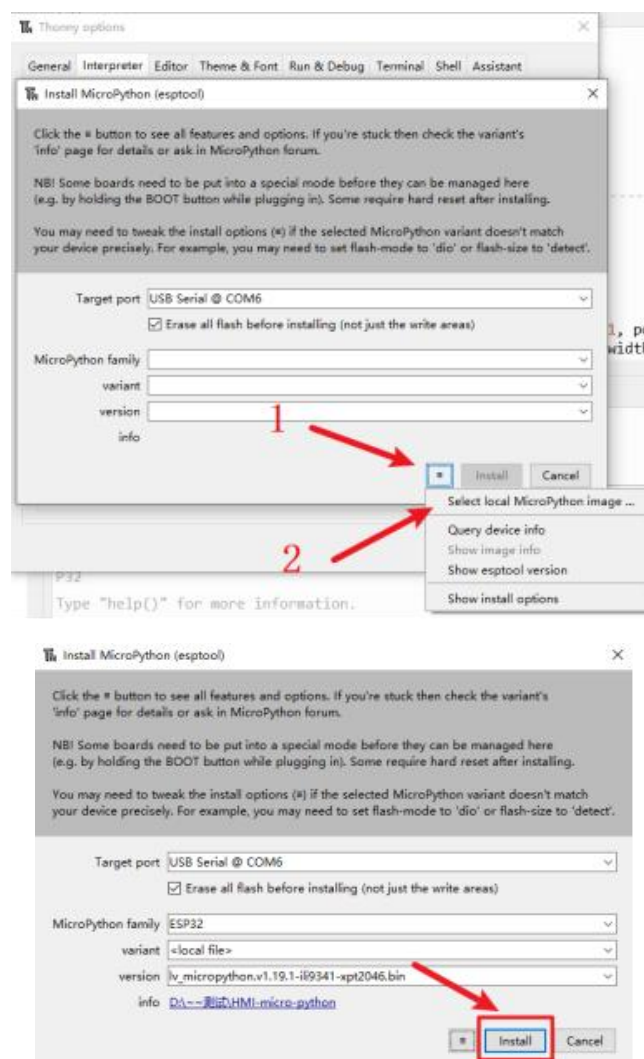 Thonny options
General Interpreter Editor Theme & Font Run & Debug Terminal Shell Assistant
Install MicroPython (esptool)
Click the ≡ button to see all features and options. If you're stuck then check the variant's
'info' page for details or ask in MicroPython forum.
NB! Some boards need to be put into a special mode before they can be managed here
(e.g. by holding the BOOT button while plugging in). Some require hard reset after installing.
You may need to tweak the install options (≡) if the selected MicroPython variant doesn't match
your device precisely. For example, you may need to set flash-mode to 'dio' or flash-size to 'detect'.
Target port USB Serial @ COM6
Erase all flash before installing (not just the write areas)
MicroPython family
variant
version
info
1
≡ Install Cancel
Select local MicroPython image ...
2
Query device info
Show image info
Show esptool version
Show install options
P32
Type "help()" for more information.
Install MicroPython (esptool)
Click the ≡ button to see all features and options. If you're stuck then check the variant's
'info' page for details or ask in MicroPython forum.
NB! Some boards need to be put into a special mode before they can be managed here
(e.g. by holding the BOOT button while plugging in). Some require hard reset after installing.
You may need to tweak the install options (≡) if the selected MicroPython variant doesn't match
your device precisely. For example, you may need to set flash-mode to 'dio' or flash-size to 'detect'.
Target port USB Serial @ COM6
Erase all flash before installing (not just the write areas)
MicroPython family ESP32
variant <local file>
version lv_micropython.v1.19.1-ili9341-xpt2046.bin
info D:\~~测试\HMI-micro-python
≡ Install Cancel